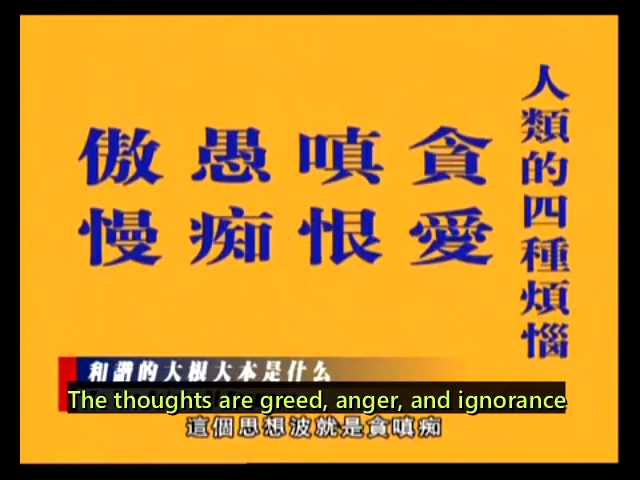 人類的四種煩惱
貪愛
嗔恨
愚痴
傲慢
和諧的大根大本是什么
The thoughts are greed, anger, and ignorance
這個思想波就是貪嗔痴